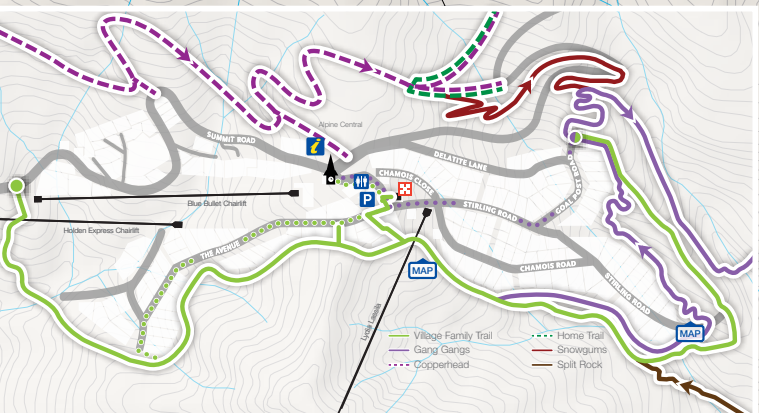 Alpine Central
SUMMIT ROAD
i
DELATITE LANE
CHAMOIS CLOSE
P
Blue Bullet Chairlift
STIRLING ROAD
GOAL POST ROAD
Holden Express Chairlift
THE AVENUE
CHAMOIS ROAD
MAP
STIRLING ROAD
Lydia Lassila
MAP
Village Family Trail
Gang Gangs
Copperhead
Home Trail
Snowgums
Split Rock